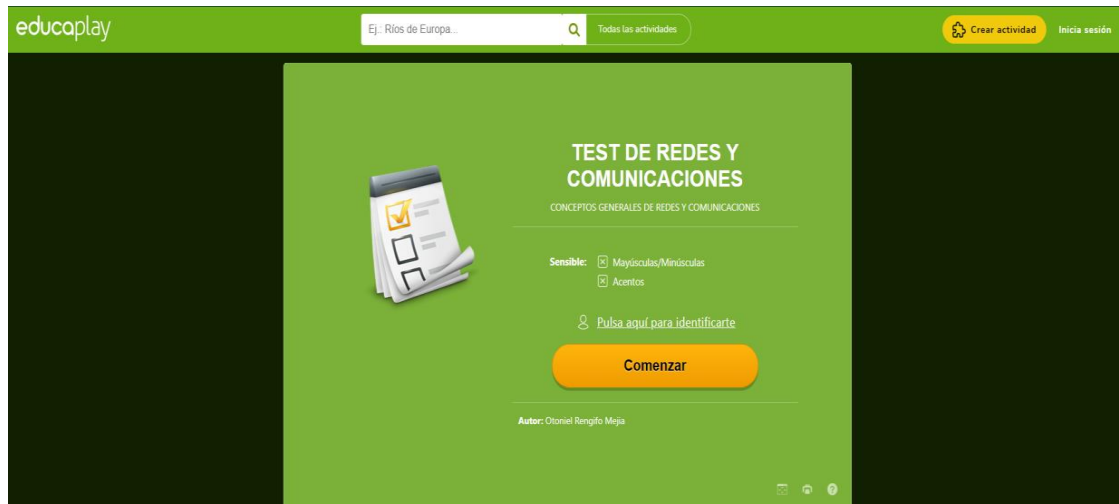 educaplay
Ej.: Ríos de Europa...
Todas las actividades
Crear actividad
Inicia sesión
TEST DE REDES Y
COMUNICACIONES
CONCEPTOS GENERALES DE REDES Y COMUNICACIONES
Sensible: Mayúsculas/Minúsculas
Acentos
Pulsa aquí para identificarte
Comenzar
Autor: Otoniel Rengifo Mejia